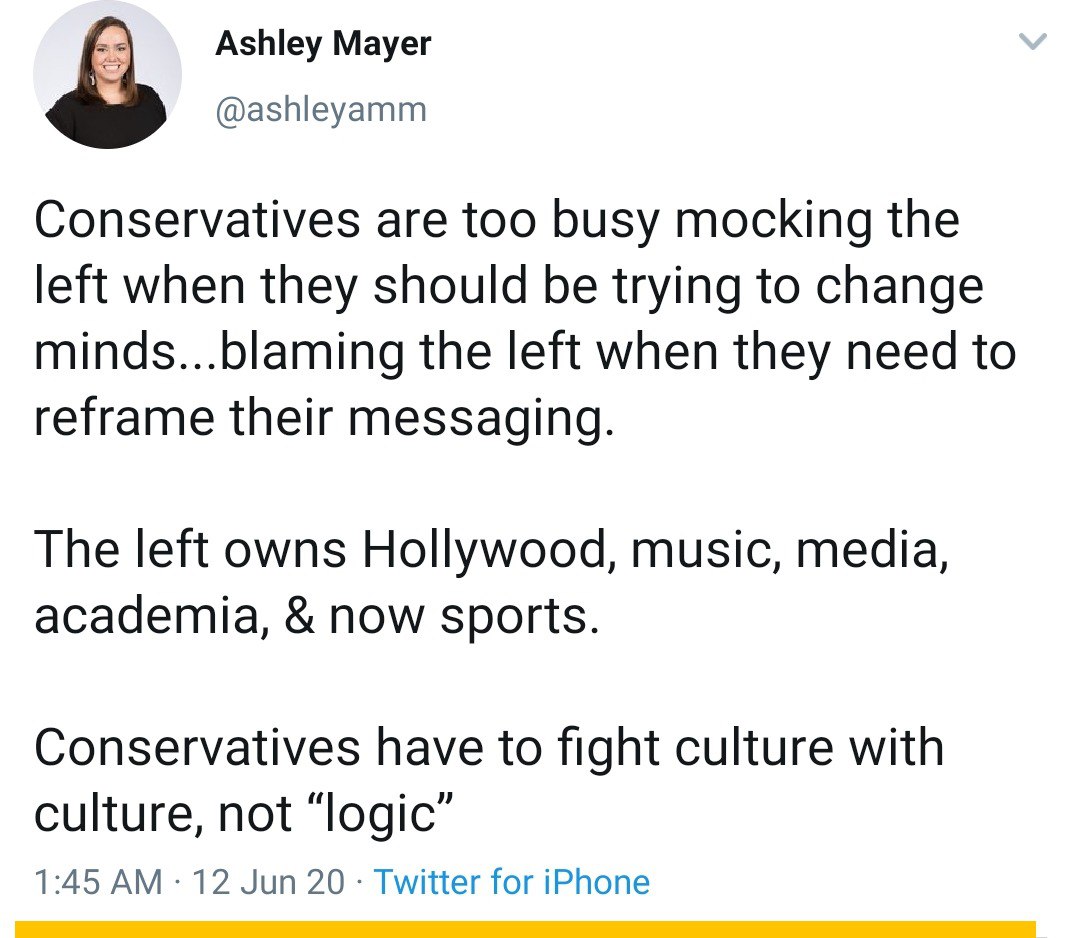 Ashley Mayer
@ashleyamm
Conservatives are too busy mocking the
left when they should be trying to change
minds...blaming the left when they need to
reframe their messaging.
The left owns Hollywood, music, media,
academia, & now sports.
Conservatives have to fight culture with
culture, not “logic”
1:45 AM · 12 Jun 20 · Twitter for iPhone